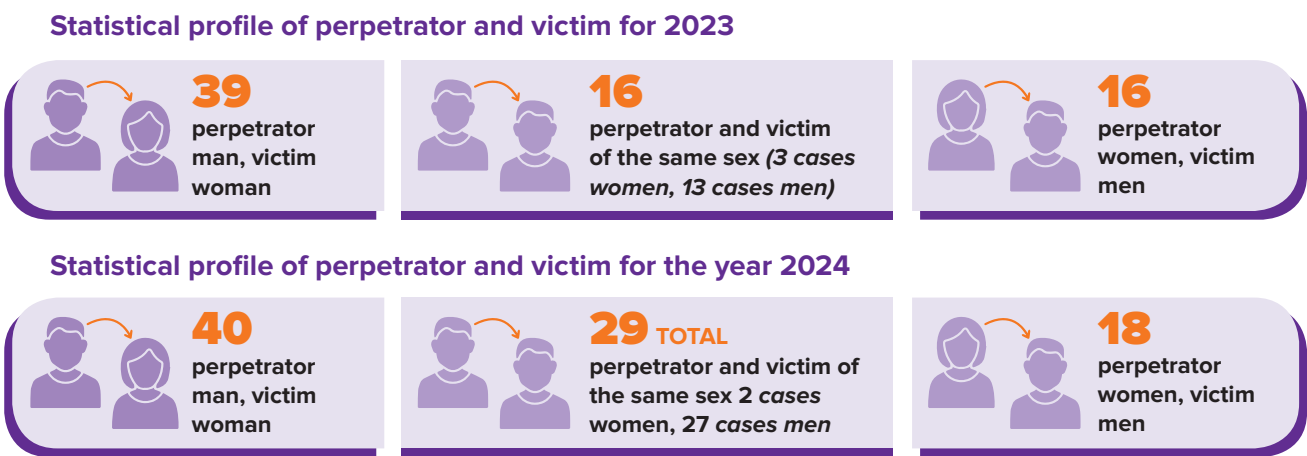 Statistical profile of perpetrator and victim for 2023
39
perpetrator
man, victim
woman
16
perpetrator and victim
of the same sex (3 cases
women, 13 cases men)
16
perpetrator
women, victim
men
Statistical profile of perpetrator and victim for the year 2024
40
perpetrator
man, victim
woman
29 TOTAL
perpetrator and victim of
the same sex 2 cases
women, 27 cases men
18
perpetrator
women, victim
men